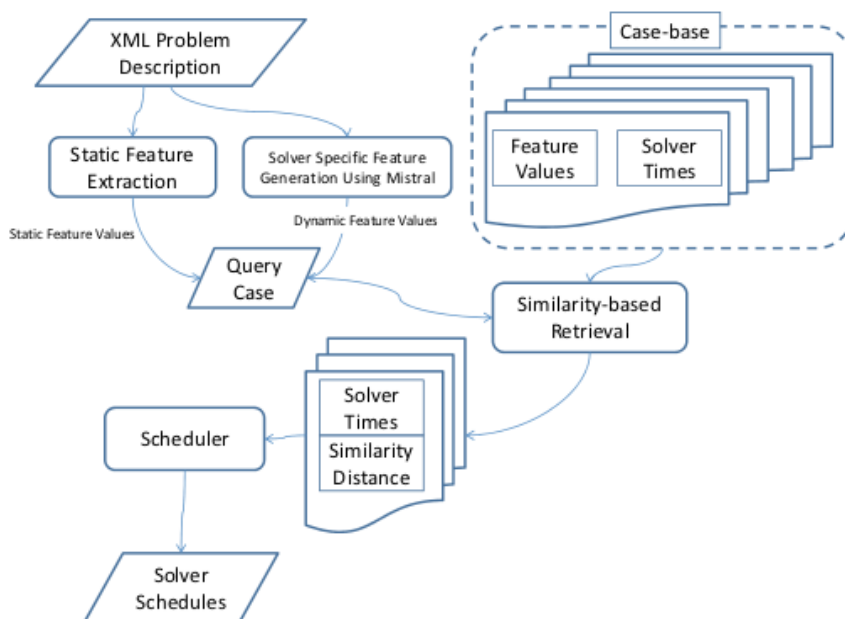 XML Problem
Description
Case-base
Static Feature
Extraction
Solver Specific Feature
Generation Using Mistral
Feature
Values
Solver
Times
Static Feature Values
Dynamic Feature Values
Query
Case
Similarity-based
Retrieval
Solver
Times
Similarity
Distance
Scheduler
Solver
Schedules